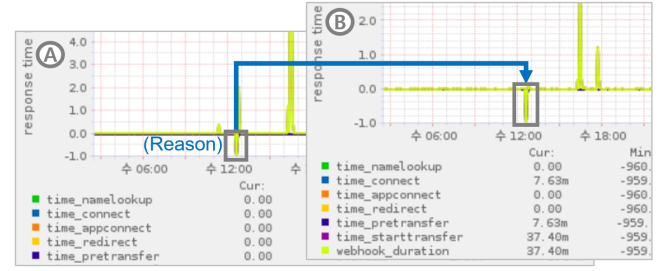 A
response time
4.0
3.0
2.0
1.0
0.0
-1.0
(Reason)
수 06:00
수 12:00
수
Cur:
time_namelookup 0.00
time_connect 0.00
time_appconnect 0.00
time_redirect 0.00
time_pretransfer 0.00
B
response time
2.0
1.0
0.0
-1.0
수 06:00
수 12:00
수 18:00
Cur: Min
time_namelookup 0.00 -960.
time_connect 7.63m -959.
time_appconnect 0.00 -960.
time_redirect 0.00 -960.
time_pretransfer 7.63m -959.
time_starttransfer 37.40m -959.
webhook_duration 37.40m -959.